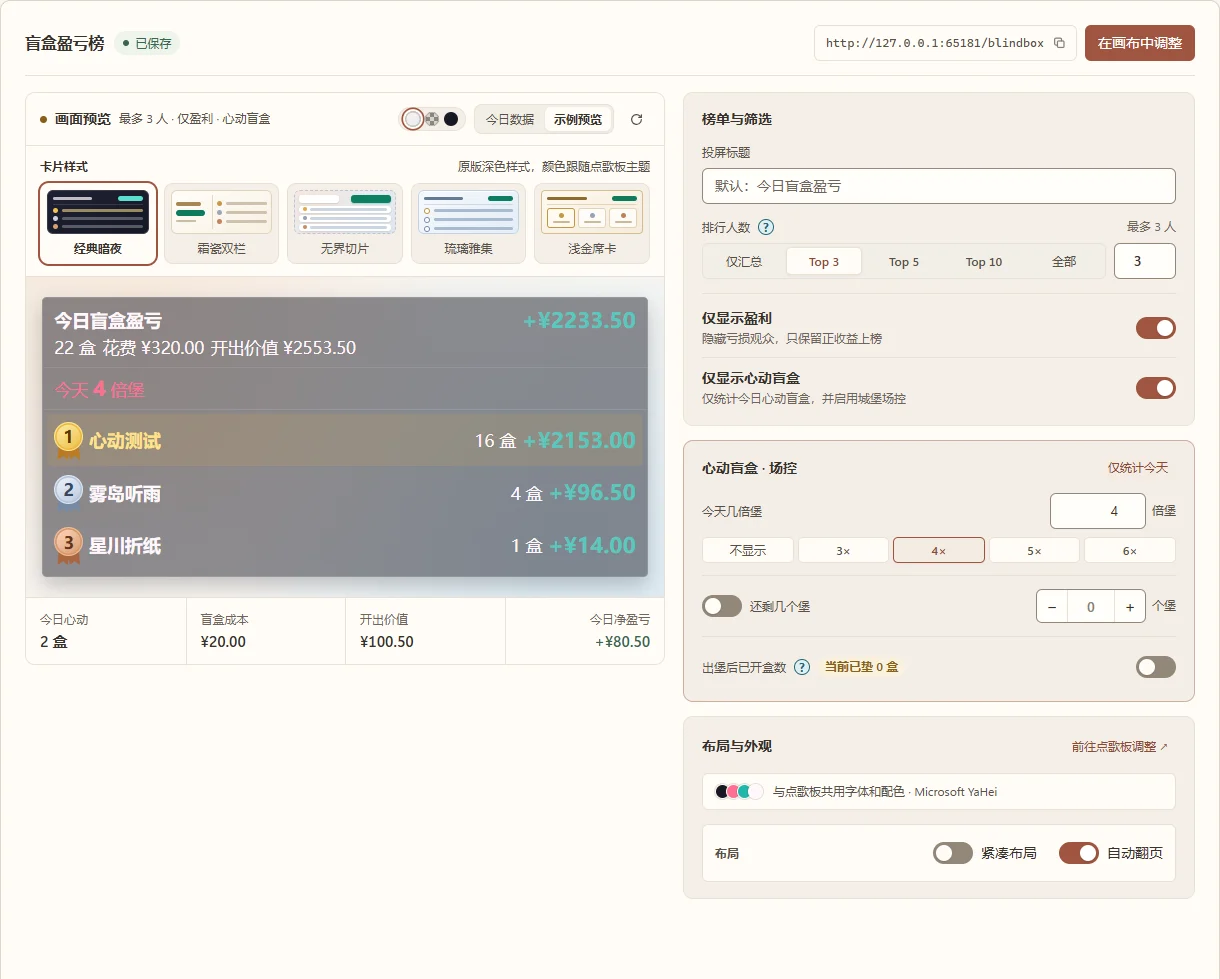 盲盒盈亏榜
已保存
http://127.0.0.1:65181/blindbox
在画布中调整
画面预览
最多 3 人 · 仅盈利 · 心动盲盒
今日数据
示例预览
卡片样式
原版深色样式，颜色跟随点歌板主题
经典暗夜
霜瓷双栏
无界切片
琉璃雅集
浅金席卡
今日盲盒盈亏
+¥2233.50
22 盒 花费 ¥320.00 开出价值 ¥2553.50
今天 4 倍堡
1 心动测试 16 盒 +¥2153.00
2 雾岛听雨 4 盒 +¥96.50
3 星川折纸 1 盒 +¥14.00
今日心动
2 盒
盲盒成本
¥20.00
开出价值
¥100.50
今日净盈亏
+¥80.50
榜单与筛选
投屏标题
默认：今日盲盒盈亏
排行人数 ?
最多 3 人
仅汇总
Top 3
Top 5
Top 10
全部
3
仅显示盈利
隐藏亏损观众，只保留正收益上榜
仅显示心动盲盒
仅统计今日心动盲盒，并启用城堡场控
心动盲盒 · 场控
仅统计今天
今天几倍堡
4 倍堡
不显示
3×
4×
5×
6×
还剩几个堡
− 0 + 个堡
出堡后已开盒数 ?
当前已垫 0 盒
布局与外观
前往点歌板调整 ↗
与点歌板共用字体和配色 · Microsoft YaHei
布局
紧凑布局
自动翻页